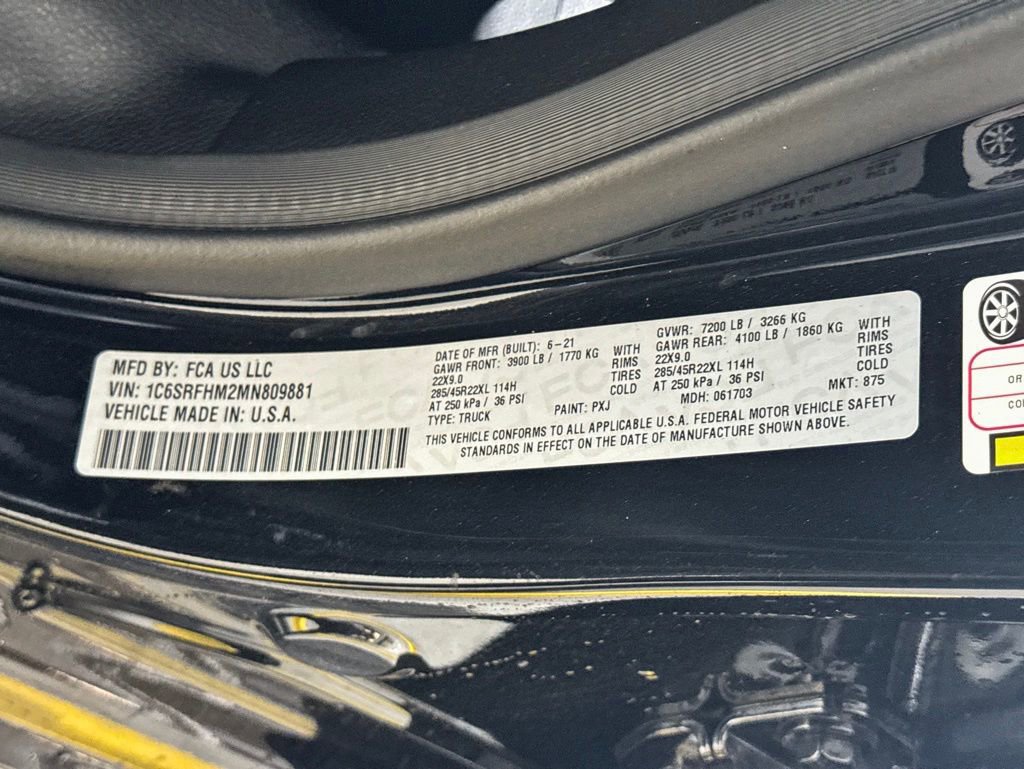 MFD BY: FCA US LLC
VIN: 1C6SRFHM2MN809881
VEHICLE MADE IN: U.S.A.
DATE OF MFR (BUILT): 6-21
GAWR FRONT: 3900 LB / 1770 KG WITH
22X9.0 RIMS
285/45R22XL 114H TIRES
AT 250 kPa / 36 PSI COLD
TYPE: TRUCK
PAINT: PXJ
GVWR: 7200 LB / 3266 KG
GAWR REAR: 4100 LB / 1860 KG WITH
22X9.0 RIMS
285/45R22XL 114H TIRES
AT 250 kPa / 36 PSI COLD
MDH: 061703
MKT: 875
THIS VEHICLE CONFORMS TO ALL APPLICABLE U.S.A. FEDERAL MOTOR VEHICLE SAFETY
STANDARDS IN EFFECT ON THE DATE OF MANUFACTURE SHOWN ABOVE.
OR